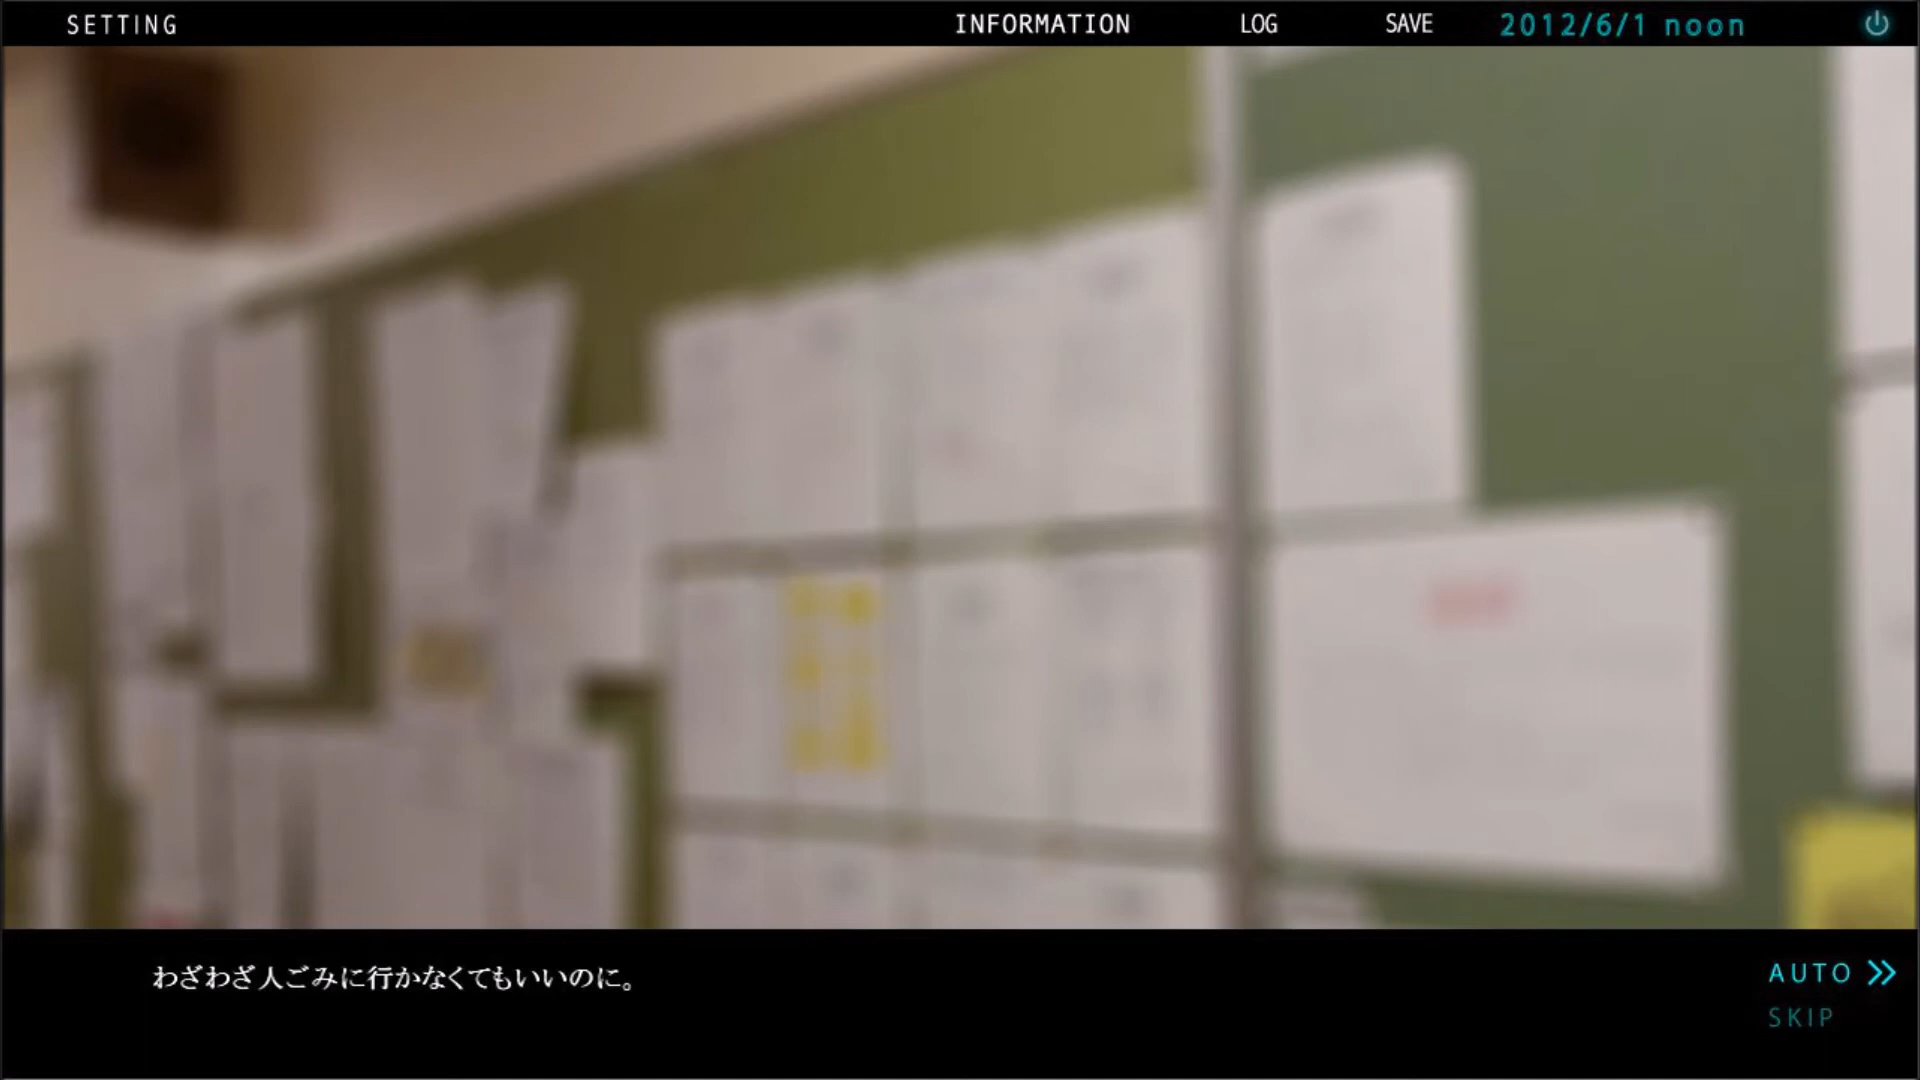 SETTING
INFORMATION
LOG
SAVE
2012/6/1 noon
わざわざ人ごみに行かなくてもいいのに。
AUTO
SKIP